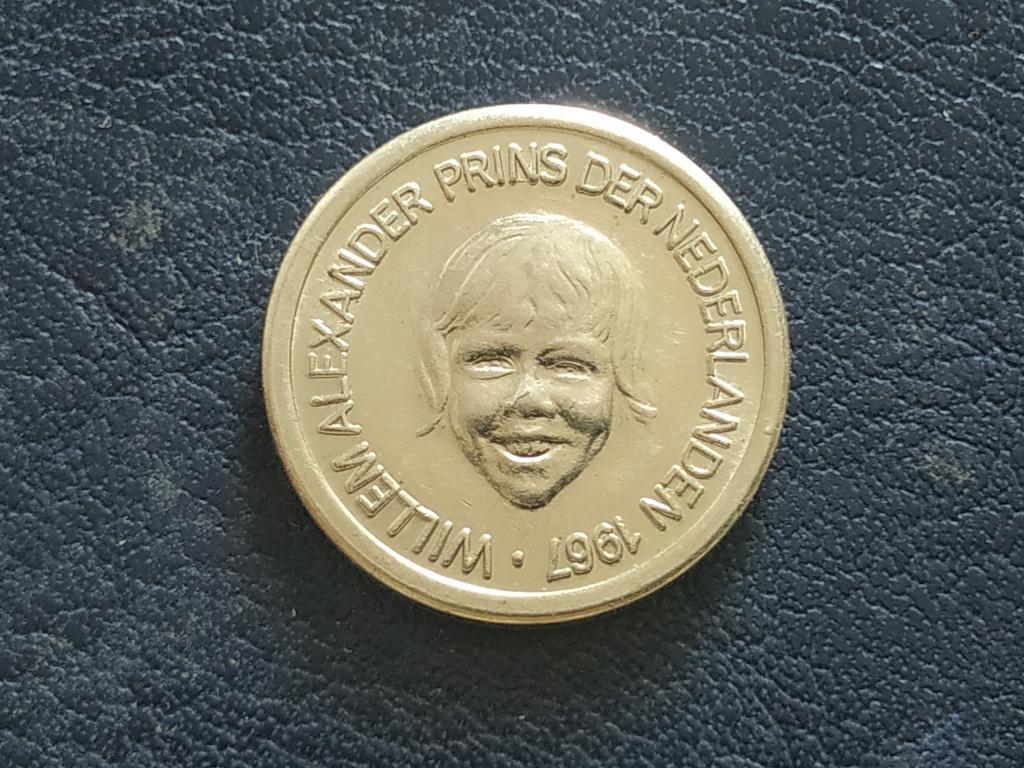 WILLEM ALEXANDER PRINS DER NEDERLANDEN 1967 •